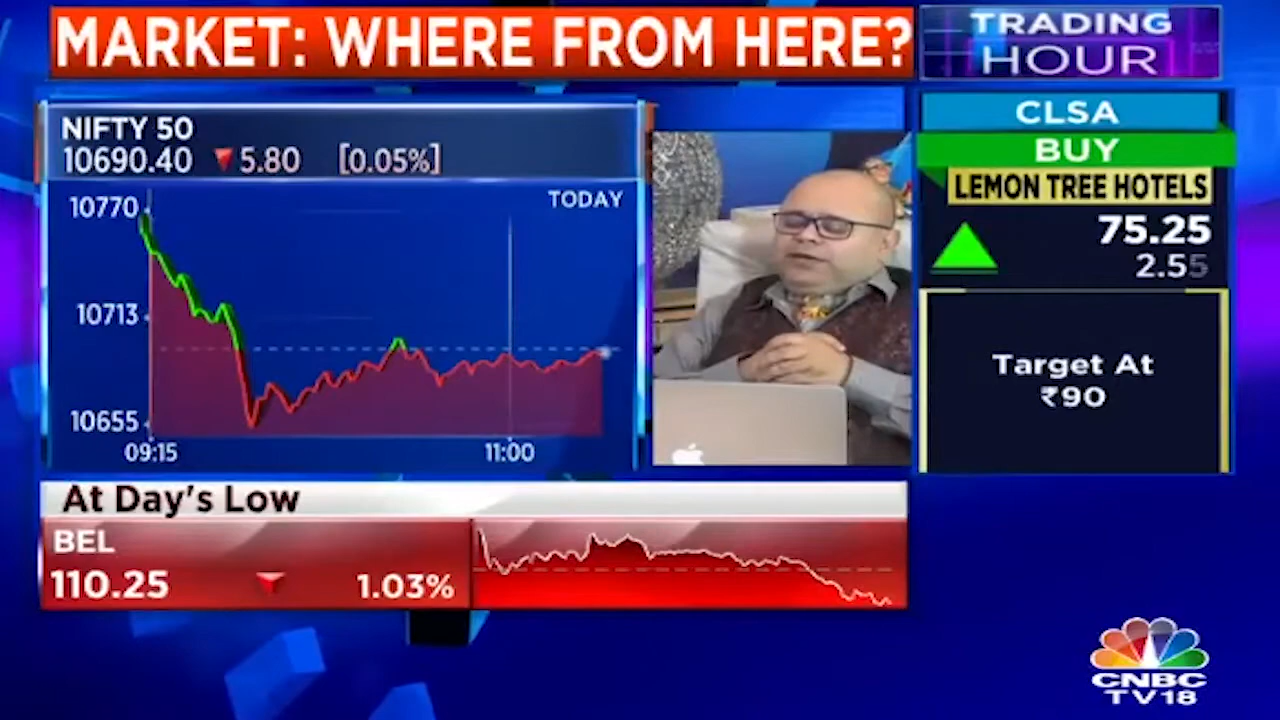 MARKET: WHERE FROM HERE?
TRADING
HOUR
NIFTY 50
10690.40 ▼5.80 [0.05%]
TODAY
10770
10713
10655
09:15 11:00
CLSA
BUY
LEMON TREE HOTELS
75.25
2.55
Target At
₹90
At Day's Low
BEL
110.25 ▼ 1.03%
CNBC
TV18